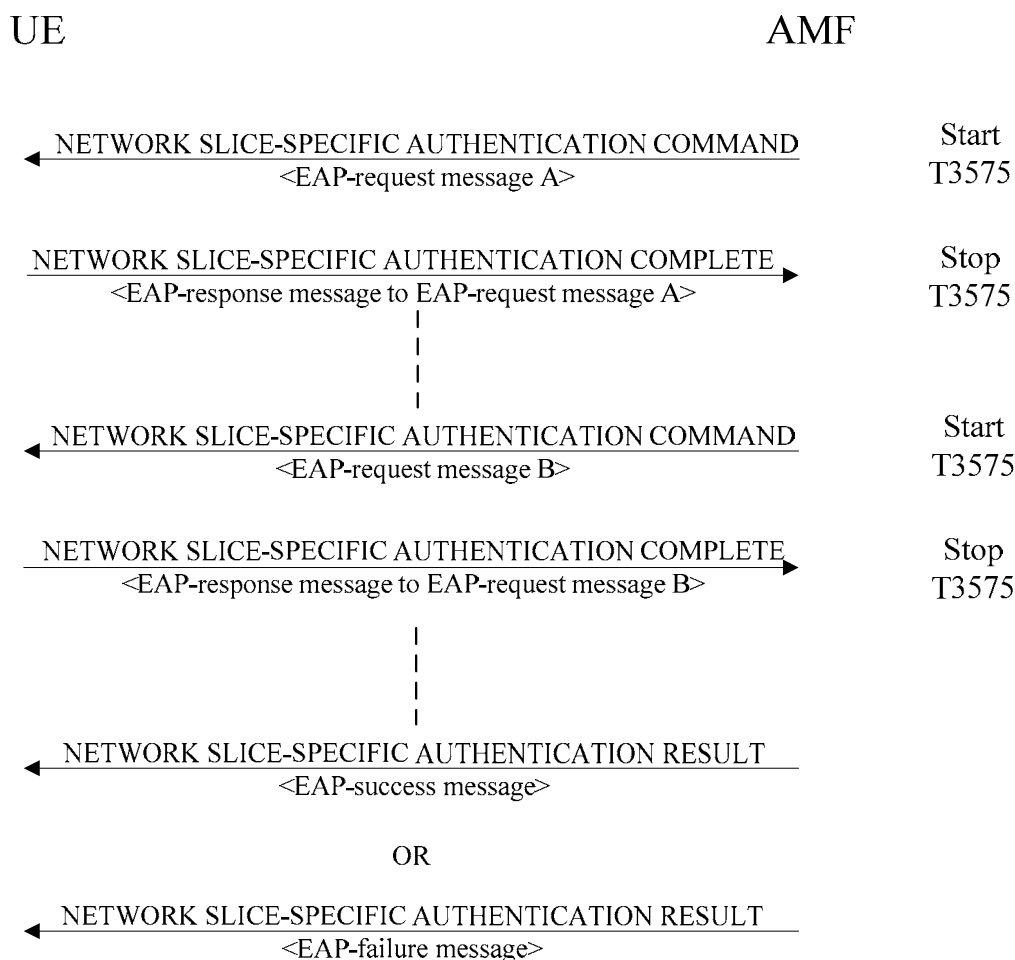 UE
AMF
NETWORK SLICE-SPECIFIC AUTHENTICATION COMMAND
<EAP-request message A>
Start
T3575
NETWORK SLICE-SPECIFIC AUTHENTICATION COMPLETE
<EAP-response message to EAP-request message A>
Stop
T3575
NETWORK SLICE-SPECIFIC AUTHENTICATION COMMAND
<EAP-request message B>
Start
T3575
NETWORK SLICE-SPECIFIC AUTHENTICATION COMPLETE
<EAP-response message to EAP-request message B>
Stop
T3575
NETWORK SLICE-SPECIFIC AUTHENTICATION RESULT
<EAP-success message>
OR
NETWORK SLICE-SPECIFIC AUTHENTICATION RESULT
<EAP-failure message>